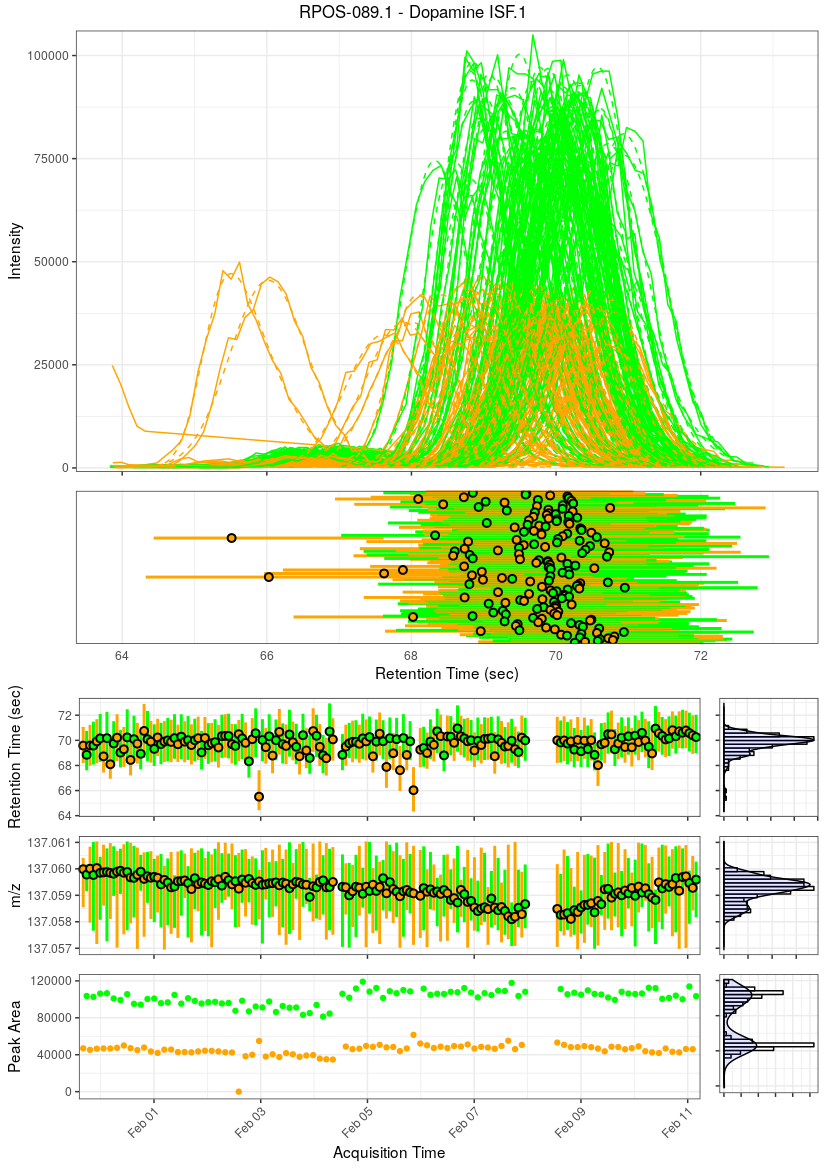 RPOS-089.1 - Dopamine ISF.1
100000
75000
50000
25000
0
Intensity
64 66 68 70 72
Retention Time (sec)
72
70
68
66
64
Retention Time (sec)
137.061
137.060
137.059
137.058
137.057
m/z
120000
80000
40000
0
Peak Area
Feb 01 Feb 03 Feb 05 Feb 07 Feb 09 Feb 11
Acquisition Time